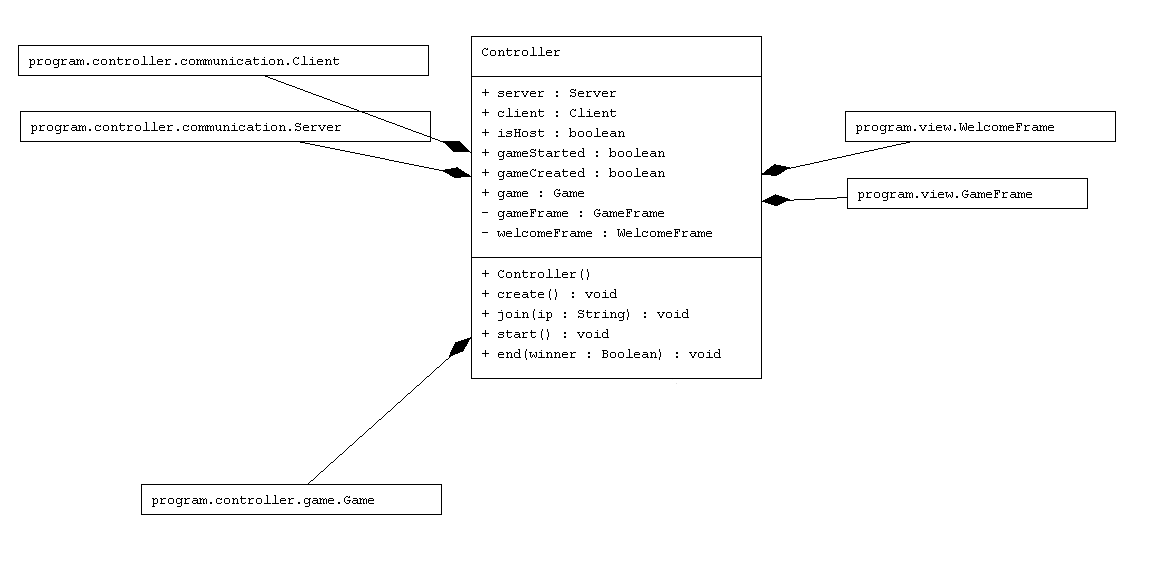 program.controller.communication.Client
program.controller.communication.Server
Controller
+ server : Server
+ client : Client
+ isHost : boolean
+ gameStarted : boolean
+ gameCreated : boolean
+ game : Game
- gameFrame : GameFrame
- welcomeFrame : WelcomeFrame
+ Controller()
+ create() : void
+ join(ip : String) : void
+ start() : void
+ end(winner : Boolean) : void
program.view.WelcomeFrame
program.view.GameFrame
program.controller.game.Game